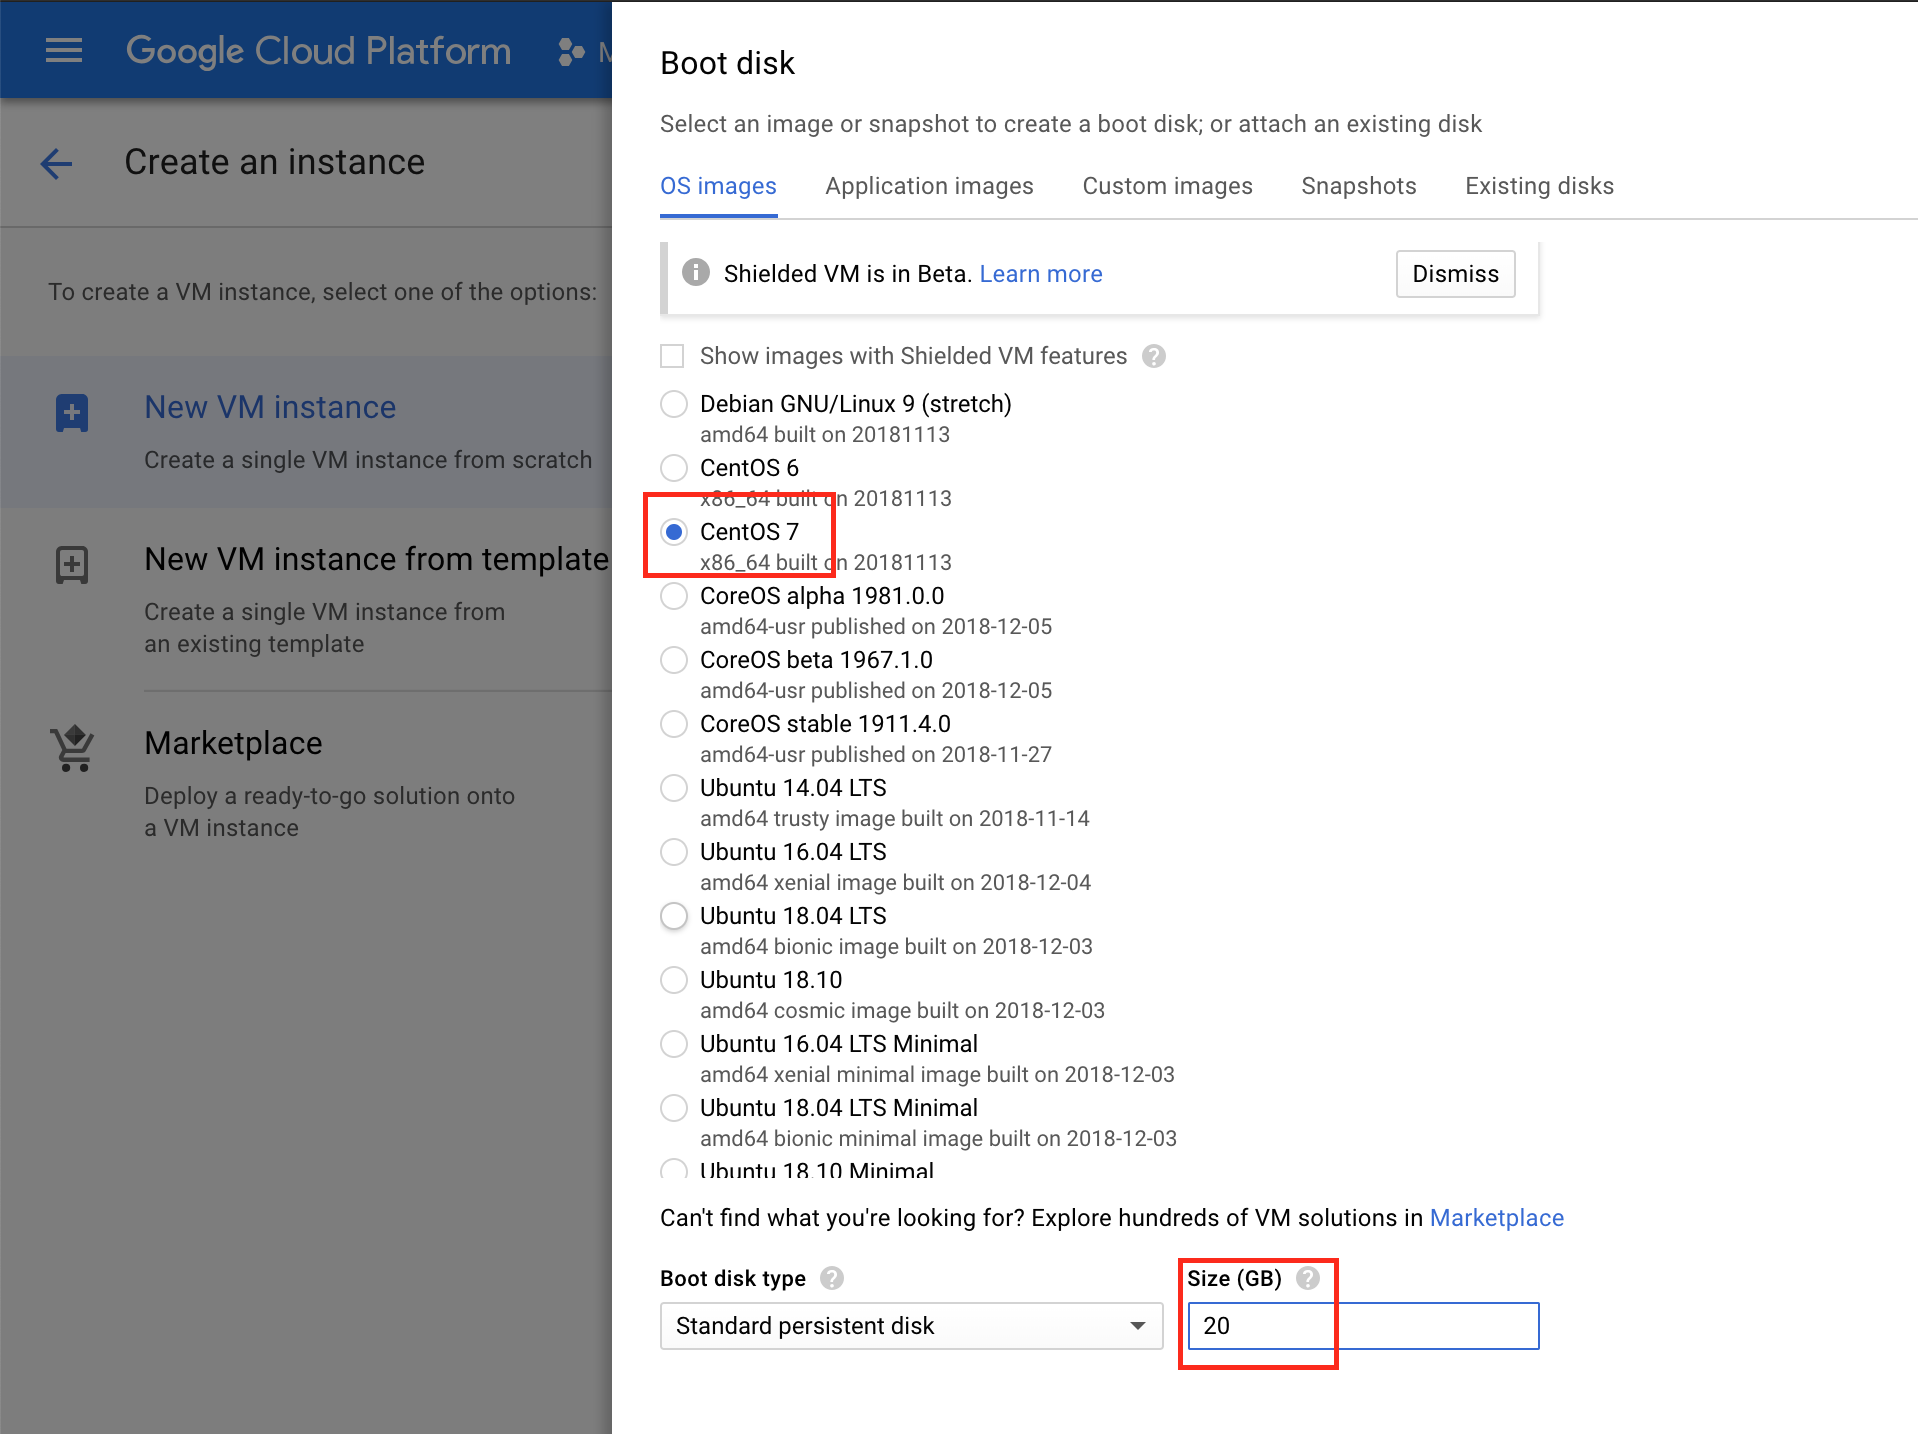 Google Cloud Platform
Create an instance
To create a VM instance, select one of the options:
New VM instance
Create a single VM instance from scratch
New VM instance from template
Create a single VM instance from
an existing template
Marketplace
Deploy a ready-to-go solution onto
a VM instance
Boot disk
Select an image or snapshot to create a boot disk; or attach an existing disk
OS images Application images Custom images Snapshots Existing disks
Shielded VM is in Beta. Learn more Dismiss
Show images with Shielded VM features
Debian GNU/Linux 9 (stretch)
amd64 built on 20181113
CentOS 6
x86_64 built on 20181113
CentOS 7
x86_64 built on 20181113
CoreOS alpha 1981.0.0
amd64-usr published on 2018-12-05
CoreOS beta 1967.1.0
amd64-usr published on 2018-12-05
CoreOS stable 1911.4.0
amd64-usr published on 2018-11-27
Ubuntu 14.04 LTS
amd64 trusty image built on 2018-11-14
Ubuntu 16.04 LTS
amd64 xenial image built on 2018-12-04
Ubuntu 18.04 LTS
amd64 bionic image built on 2018-12-03
Ubuntu 18.10
amd64 cosmic image built on 2018-12-03
Ubuntu 16.04 LTS Minimal
amd64 xenial minimal image built on 2018-12-03
Ubuntu 18.04 LTS Minimal
amd64 bionic minimal image built on 2018-12-03
Ubuntu 18.10 Minimal
Can't find what you're looking for? Explore hundreds of VM solutions in Marketplace
Boot disk type Size (GB)
Standard persistent disk 20